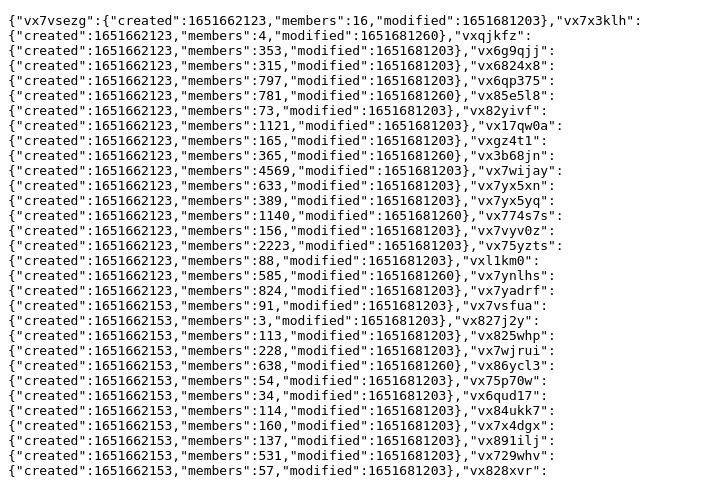 {"vx7vsezg":{"created":1651662123,"members":16,"modified":1651681203},"vx7x3klh":
{"created":1651662123,"members":4,"modified":1651681260},"vxqjkfz":
{"created":1651662123,"members":353,"modified":1651681203},"vx6g9qjj":
{"created":1651662123,"members":315,"modified":1651681203},"vx6824x8":
{"created":1651662123,"members":797,"modified":1651681203},"vx6qp375":
{"created":1651662123,"members":781,"modified":1651681260},"vx85e5l8":
{"created":1651662123,"members":73,"modified":1651681203},"vx82yivf":
{"created":1651662123,"members":1121,"modified":1651681203},"vx17qw0a":
{"created":1651662123,"members":165,"modified":1651681203},"vxgz4t1":
{"created":1651662123,"members":365,"modified":1651681260},"vx3b68jn":
{"created":1651662123,"members":4569,"modified":1651681203},"vx7wijay":
{"created":1651662123,"members":633,"modified":1651681203},"vx7yx5xn":
{"created":1651662123,"members":389,"modified":1651681203},"vx7yx5yq":
{"created":1651662123,"members":1140,"modified":1651681260},"vx774s7s":
{"created":1651662123,"members":156,"modified":1651681203},"vx7vyv0z":
{"created":1651662123,"members":2223,"modified":1651681203},"vx75yzts":
{"created":1651662123,"members":88,"modified":1651681203},"vxl1km0":
{"created":1651662123,"members":585,"modified":1651681260},"vx7ynlhs":
{"created":1651662123,"members":824,"modified":1651681203},"vx7yadrf":
{"created":1651662153,"members":91,"modified":1651681203},"vx7vsfua":
{"created":1651662153,"members":3,"modified":1651681203},"vx827j2y":
{"created":1651662153,"members":113,"modified":1651681203},"vx825whp":
{"created":1651662153,"members":228,"modified":1651681203},"vx7wjrui":
{"created":1651662153,"members":638,"modified":1651681260},"vx86ycl3":
{"created":1651662153,"members":54,"modified":1651681203},"vx75p70w":
{"created":1651662153,"members":34,"modified":1651681203},"vx6qud17":
{"created":1651662153,"members":114,"modified":1651681203},"vx84ukk7":
{"created":1651662153,"members":160,"modified":1651681203},"vx7x4dgx":
{"created":1651662153,"members":137,"modified":1651681203},"vx891ilj":
{"created":1651662153,"members":531,"modified":1651681203},"vx729whv":
{"created":1651662153,"members":57,"modified":1651681203},"vx828xvr":